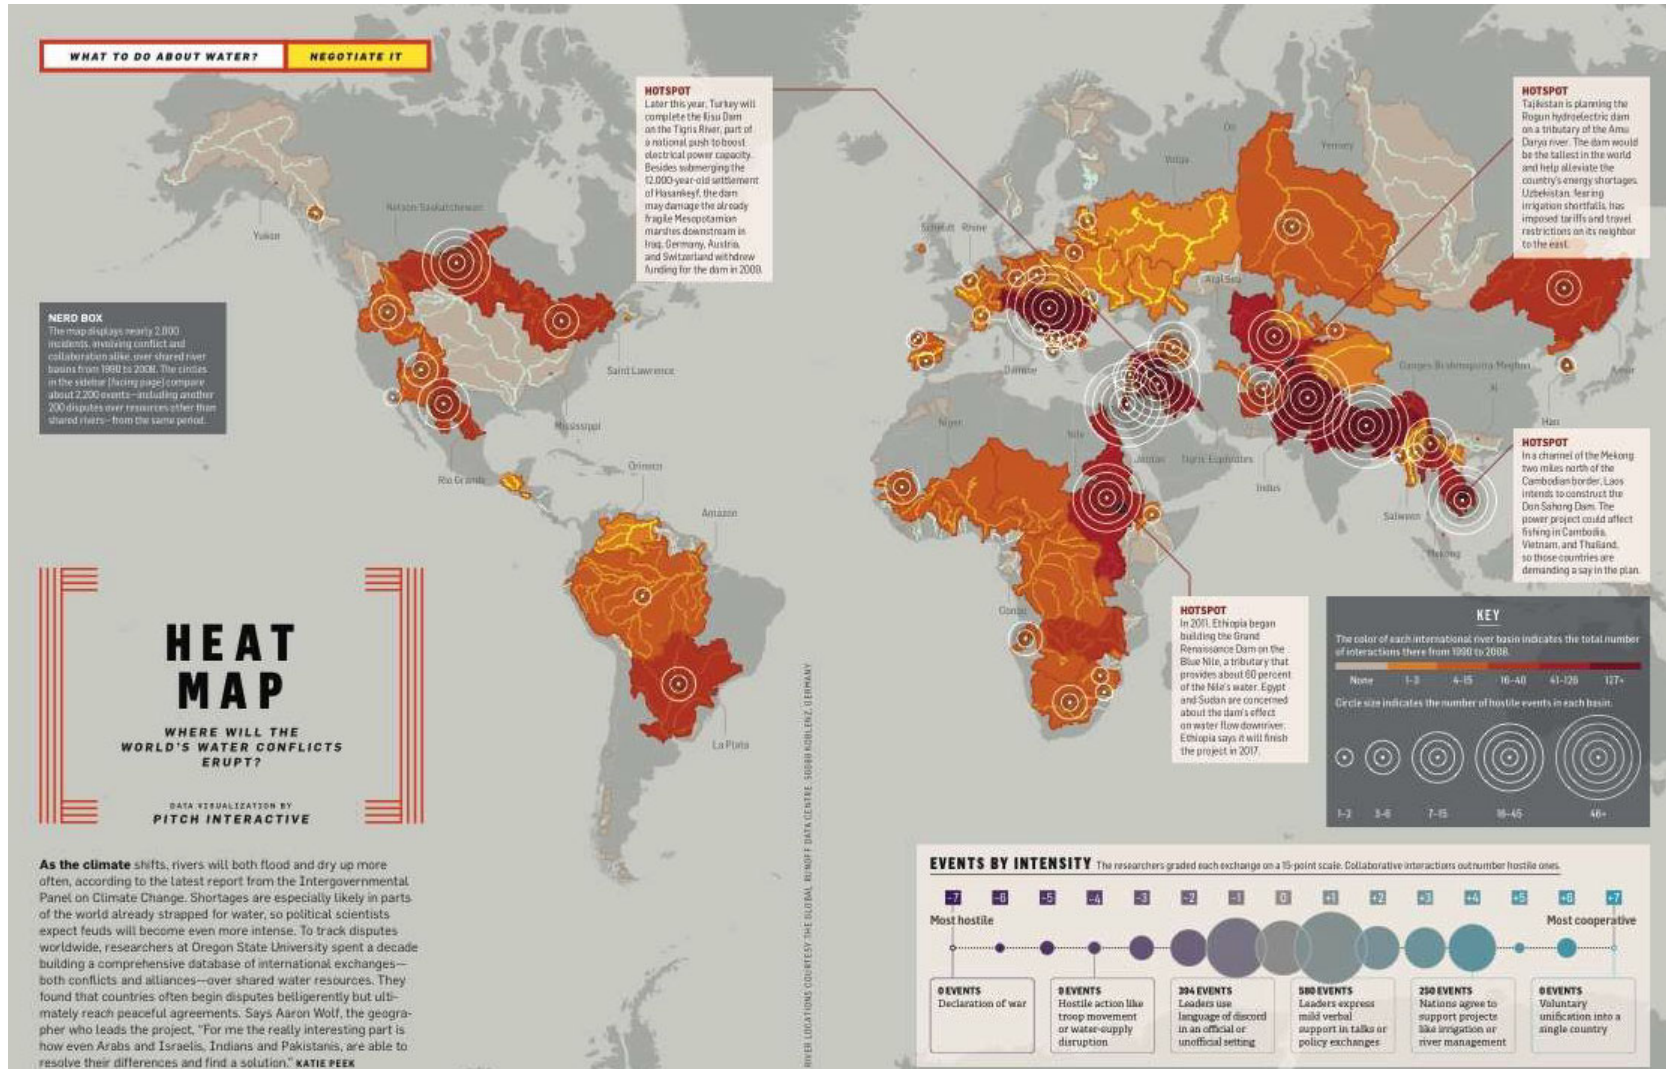 WHAT TO DO ABOUT WATER?
NEGOTIATE IT
HOTSPOT
Later this year, Turkey will
complete the Ilisu Dam
on the Tigris River, part of
a national push to boost
electrical power capacity.
Besides submerging the
12,000-year-old settlement
of Hasankeyf, the dam
may damage the already
fragile Mesopotamian
marshes downstream in
Iraq. Germany, Austria,
and Switzerland withdrew
funding for the dam in 2009.
HOTSPOT
Tajikistan is planning the
Rogun hydroelectric dam
on a tributary of the Amu
Darya river. The dam would
be the tallest in the world
and help alleviate the
country's energy shortages.
Uzbekistan, fearing
irrigation shortfalls, has
imposed tariffs and travel
restrictions on its neighbor
to the east.
Yukon
Nelson-Saskatchewan
Saint Lawrence
Mississippi
Rio Grande
Orinoco
Amazon
La Plata
Scheldt
Rhine
Volga
Ob
Yenisey
Aral Sea
Danube
Niger
Nile
Jordan
Tigris-Euphrates
Indus
Ganges-Brahmaputra-Meghna
Xi
Han
Amur
Salween
Mekong
Congo
NERD BOX
The map displays nearly 2,000
incidents, involving conflict and
collaboration alike, over shared river
basins from 1990 to 2008. The circles
in the sidebar [facing page] compare
about 2,200 events—including another
200 disputes over resources other than
shared rivers—from the same period.
HOTSPOT
In a channel of the Mekong
two miles north of the
Cambodian border, Laos
intends to construct the
Don Sahong Dam. The
power project could affect
fishing in Cambodia,
Vietnam, and Thailand,
so those countries are
demanding a say in the plan.
HOTSPOT
In 2011, Ethiopia began
building the Grand
Renaissance Dam on the
Blue Nile, a tributary that
provides about 60 percent
of the Nile's water. Egypt
and Sudan are concerned
about the dam's effect
on water flow downriver.
Ethiopia says it will finish
the project in 2017.
KEY
The color of each international river basin indicates the total number
of interactions there from 1990 to 2008.
None 1-3 4-15 16-40 41-126 127+
Circle size indicates the number of hostile events in each basin.
1-2 3-6 7-15 16-45 46+
HEAT
MAP
WHERE WILL THE
WORLD'S WATER CONFLICTS
ERUPT?
DATA VISUALIZATION BY
PITCH INTERACTIVE
As the climate shifts, rivers will both flood and dry up more
often, according to the latest report from the Intergovernmental
Panel on Climate Change. Shortages are especially likely in parts
of the world already strapped for water, so political scientists
expect feuds will become even more intense. To track disputes
worldwide, researchers at Oregon State University spent a decade
building a comprehensive database of international exchanges—
both conflicts and alliances—over shared water resources. They
found that countries often begin disputes belligerently but ulti-
mately reach peaceful agreements. Says Aaron Wolf, the geogra-
pher who leads the project, "For me the really interesting part is
how even Arabs and Israelis, Indians and Pakistanis, are able to
resolve their differences and find a solution." KATIE PEEK
RIVER LOCATIONS COURTESY THE GLOBAL RUNOFF DATA CENTRE, 56068 KOBLENZ, GERMANY
EVENTS BY INTENSITY The researchers graded each exchange on a 15-point scale. Collaborative interactions outnumber hostile ones.
-7 -6 -5 -4 -3 -2 -1 0 +1 +2 +3 +4 +5 +6 +7
Most hostile
Most cooperative
0 EVENTS
Declaration of war
9 EVENTS
Hostile action like
troop movement
or water-supply
disruption
394 EVENTS
Leaders use
language of discord
in an official or
unofficial setting
580 EVENTS
Leaders express
mild verbal
support in talks or
policy exchanges
250 EVENTS
Nations agree to
support projects
like irrigation or
river management
0 EVENTS
Voluntary
unification into a
single country